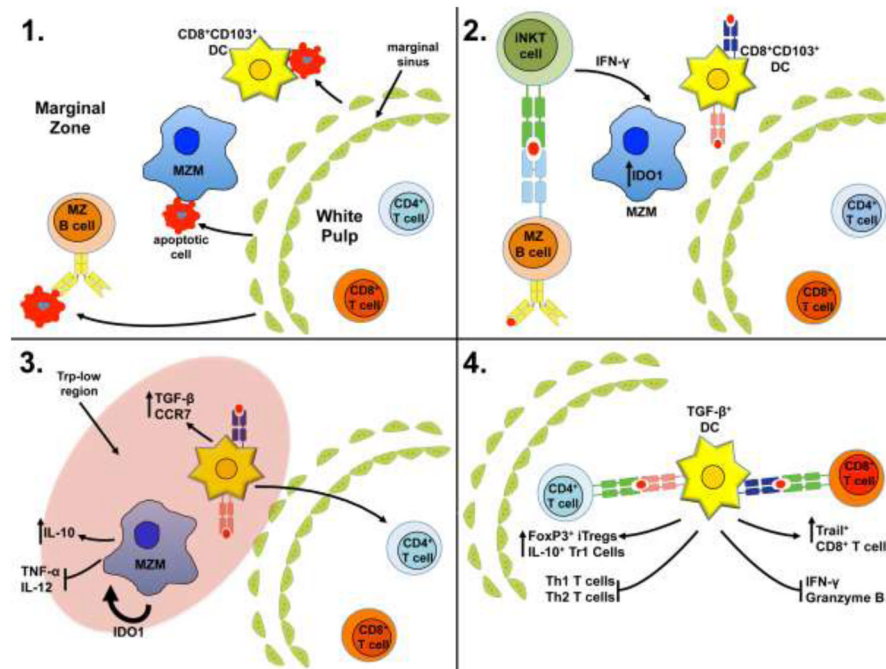 1.
CD8⁺CD103⁺
DC
marginal
sinus
Marginal
Zone
MZM
MZ
B cell
apoptotic
cell
White
Pulp
CD4⁺
T cell
CD8⁺
T cell
2.
iNKT
cell
IFN-γ
CD8⁺CD103⁺
DC
IDO1
MZM
MZ
B cell
CD4⁺
T cell
CD8⁺
T cell
3.
Trp-low
region
TGF-β
CCR7
IL-10
MZM
TNF-α
IL-12
IDO1
CD4⁺
T cell
CD8⁺
T cell
4.
TGF-β⁺
DC
CD4⁺
T cell
CD8⁺
T cell
FoxP3⁺ iTregs
IL-10⁺ Tr1 Cells
Trail⁺
CD8⁺ T cell
Th1 T cells
Th2 T cells
IFN-γ
Granzyme B